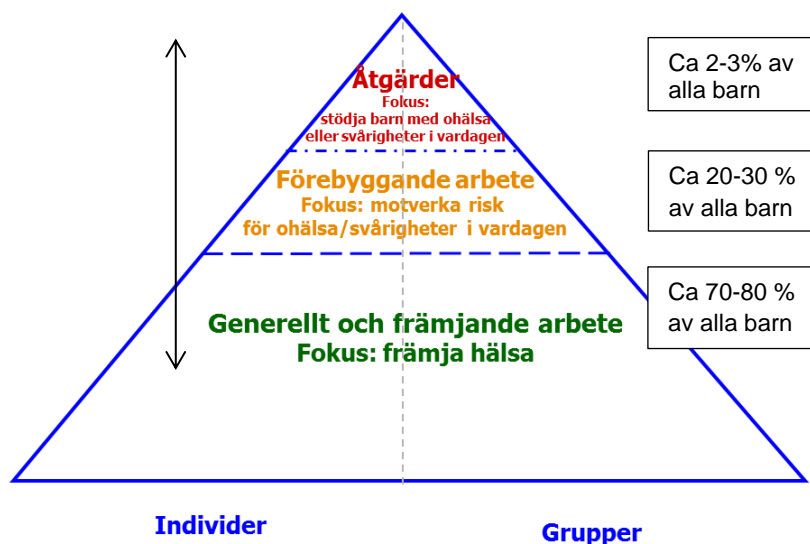 Åtgärder
Fokus:
stödja barn med ohälsa
eller svårigheter i vardagen
Ca 2-3% av
alla barn
Förebyggande arbete
Fokus: motverka risk
för ohälsa/svårigheter i vardagen
Ca 20-30 %
av alla barn
Generellt och främjande arbete
Fokus: främja hälsa
Ca 70-80 %
av alla barn
Individer
Grupper